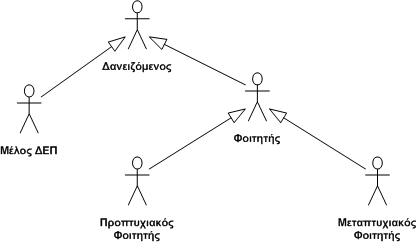 Δανειζόμενος
Φοιτητής
Μέλος ΔΕΠ
Προπτυχιακός
Φοιτητής
Μεταπτυχιακός
Φοιτητής